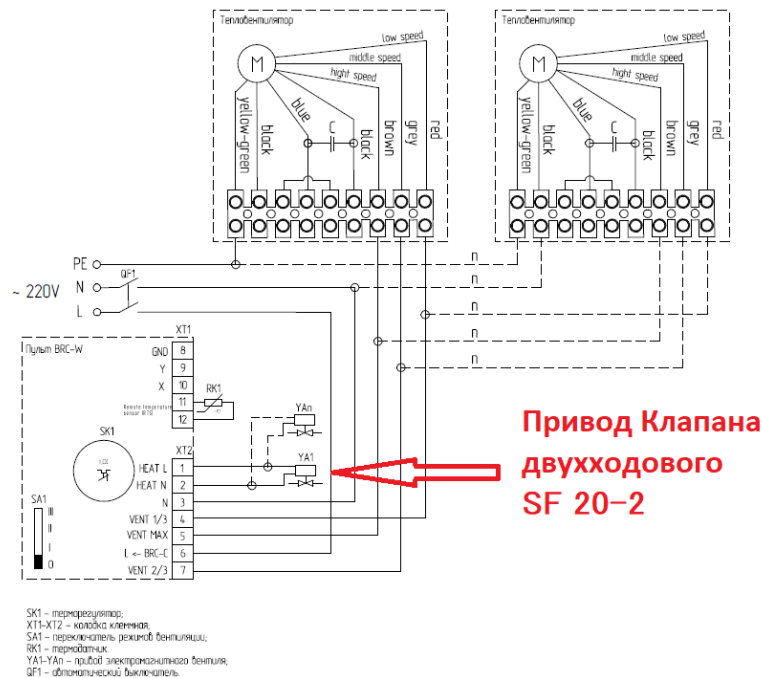 Тепловентилятор
Тепловентилятор
low speed
middle speed
hight speed
low speed
middle speed
hight speed
M
M
yellow-green
black
blue
C
black
brown
grey
red
yellow-green
black
blue
C
black
brown
grey
red
PE
n
QF1
N
n
~ 220V
L
n
n
n
XT1
Пульт BRC-W
GND 8
Y 9
X 10
RK1
11
Remote temperature
sensor (RTS)
12
YAn
SK1
XT2
YA1
HEAT L 1
HEAT N 2
SA1
N 3
III
VENT 1/3 4
II
VENT MAX 5
I
L <- BRC-C 6
0
VENT 2/3 7
Привод Клапана
двухходового
SF 20-2
SK1 - терморегулятор;
XT1-XT2 - колодка клеммная;
SA1 - переключатель режимов вентиляции;
RK1 - термодатчик.
YA1-YAn - привод электромагнитного вентиля;
QF1 - автоматический выключатель.